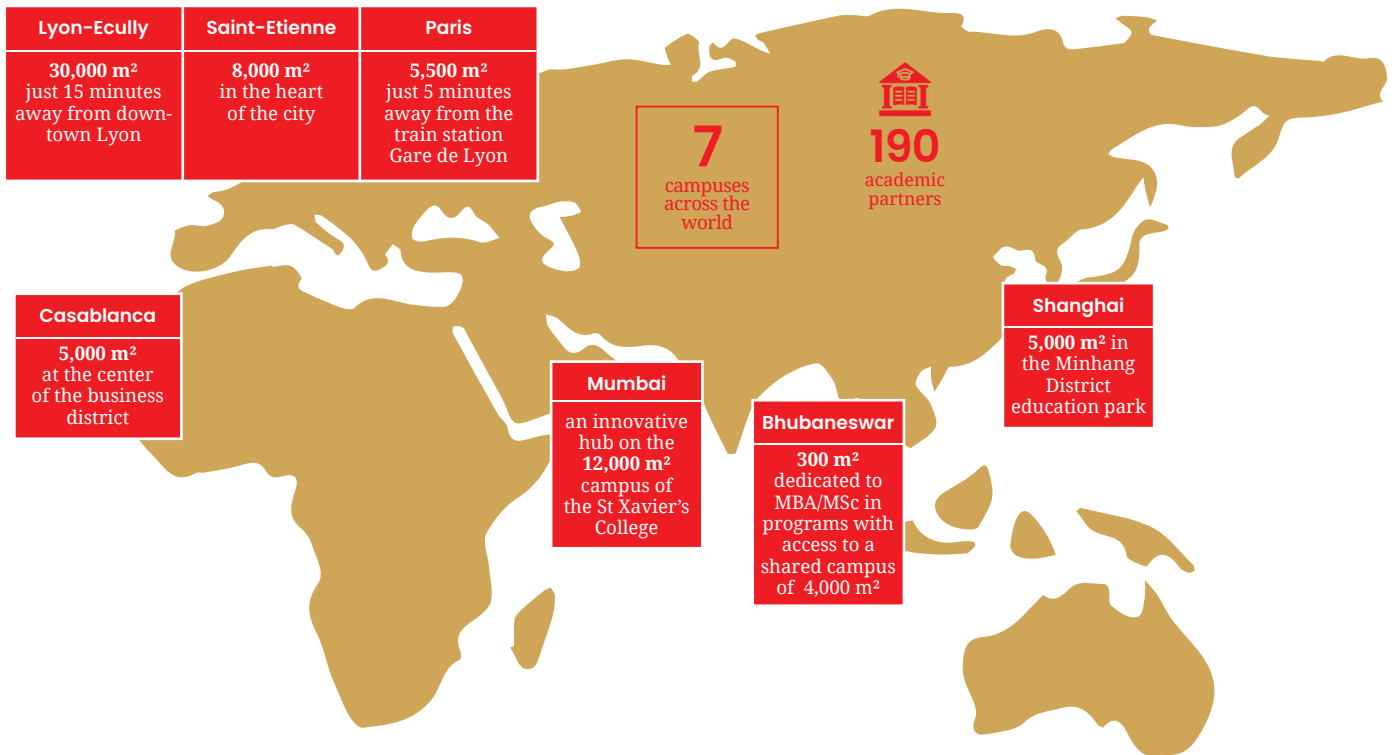 Lyon-Ecully
30,000 m²
just 15 minutes
away from down-
town Lyon
Saint-Etienne
8,000 m²
in the heart
of the city
Paris
5,500 m²
just 5 minutes
away from the
train station
Gare de Lyon
7
campuses
across the
world
190
academic
partners
Casablanca
5,000 m²
at the center
of the business
district
Mumbai
an innovative
hub on the
12,000 m²
campus of
the St Xavier’s
College
Bhubaneswar
300 m²
dedicated to
MBA/MSc in
programs with
access to a
shared campus
of 4,000 m²
Shanghai
5,000 m² in
the Minhang
District
education park